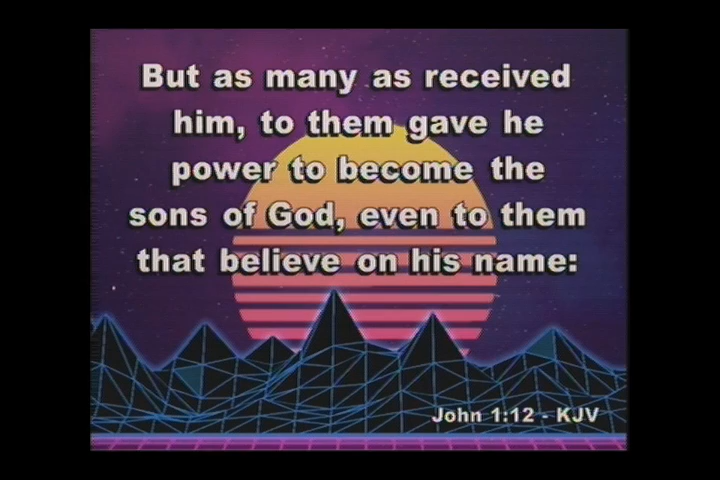 But as many as received
him, to them gave he
power to become the
sons of God, even to them
that believe on his name:
John 1:12 - KJV